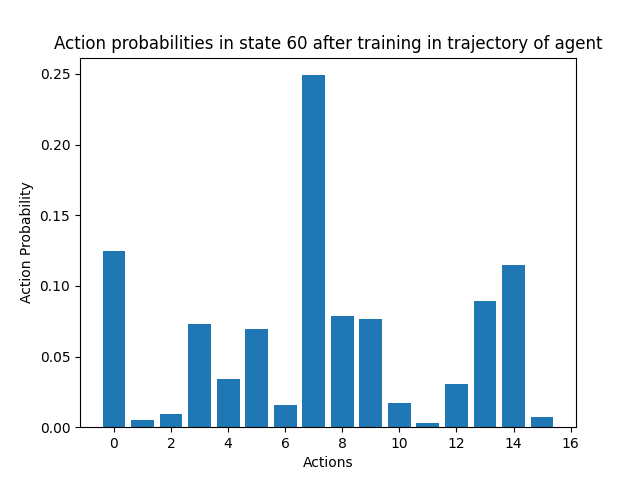 Action probabilities in state 60 after training in trajectory of agent
0.25
0.20
0.15
0.10
0.05
0.00
Action Probability
0 2 4 6 8 10 12 14 16
Actions